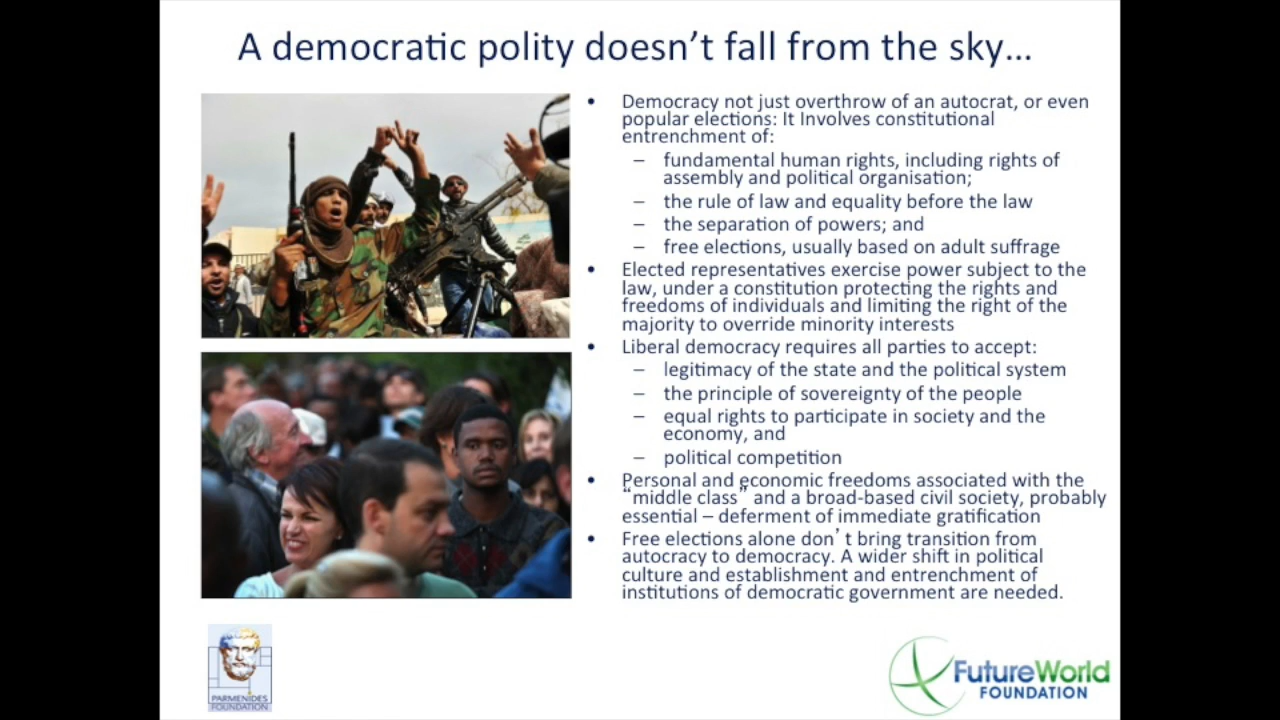 A democratic polity doesn't fall from the sky…
• Democracy not just overthrow of an autocrat, or even
popular elections: It Involves constitutional
entrenchment of:
– fundamental human rights, including rights of
assembly and political organisation;
– the rule of law and equality before the law
– the separation of powers; and
– free elections, usually based on adult suffrage
• Elected representatives exercise power subject to the
law, under a constitution protecting the rights and
freedoms of individuals and limiting the right of the
majority to override minority interests
• Liberal democracy requires all parties to accept:
– legitimacy of the state and the political system
– the principle of sovereignty of the people
– equal rights to participate in society and the
economy, and
– political competition
• Personal and economic freedoms associated with the
“middle class” and a broad-based civil society, probably
essential – deferment of immediate gratification
• Free elections alone don’t bring transition from
autocracy to democracy. A wider shift in political
culture and establishment and entrenchment of
institutions of democratic government are needed.
PARMENIDES
FOUNDATION
FutureWorld
FOUNDATION